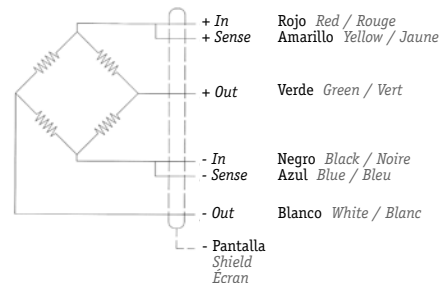 + In Rojo Red / Rouge
+ Sense Amarillo Yellow / Jaune
+ Out Verde Green / Vert
- In Negro Black / Noire
- Sense Azul Blue / Bleu
- Out Blanco White / Blanc
- Pantalla
Shield
Écran